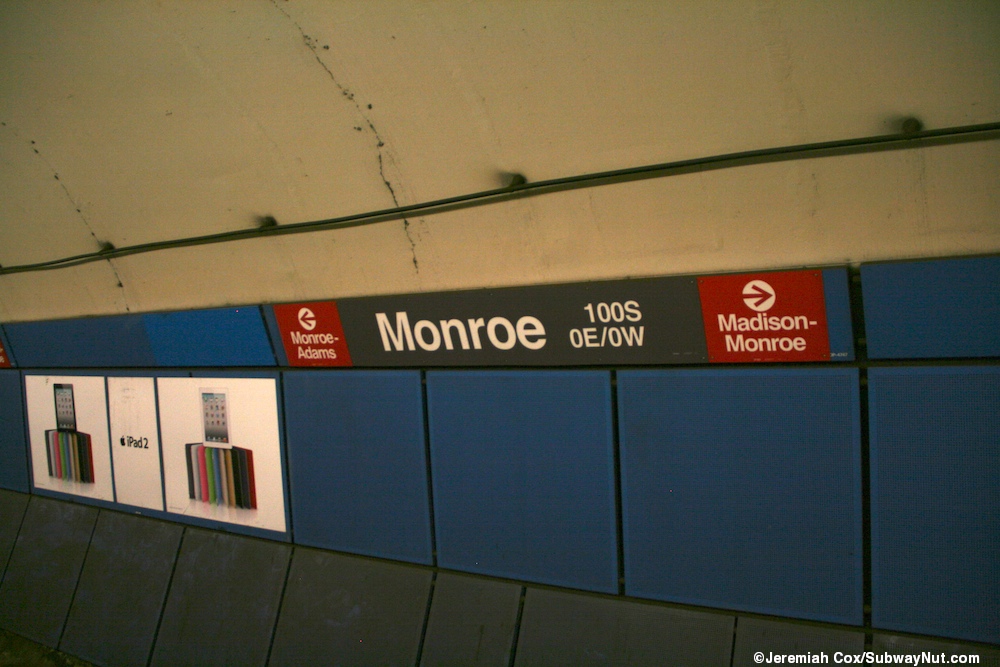 Monroe-
Adams
Monroe
100S
0E/0W
Madison-
Monroe
iPad 2
©Jeremiah Cox/SubwayNut.com